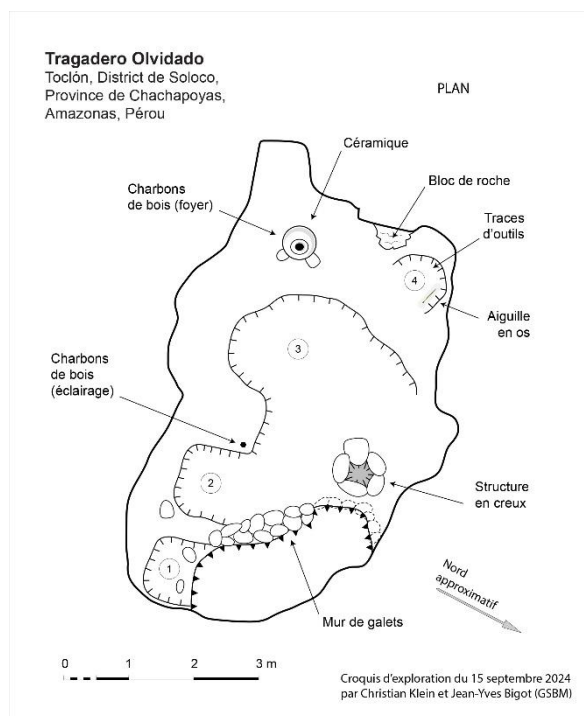 Tragadero Olvidado
Toclón, District de Soloco,
Province de Chachapoyas,
Amazonas, Pérou
PLAN
Céramique
Charbons
de bois (foyer)
Bloc de roche
Traces
d'outils
4
Aiguille
en os
3
Charbons
de bois
(éclairage)
2
Structure
en creux
1
Mur de galets
Nord
approximatif
0 1 2 3 m
Croquis d'exploration du 15 septembre 2024
par Christian Klein et Jean-Yves Bigot (GSBM)